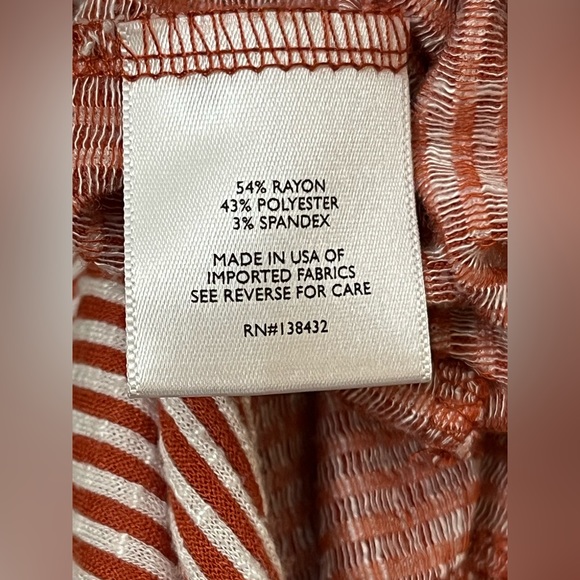 54% RAYON
43% POLYESTER
3% SPANDEX
MADE IN USA OF
IMPORTED FABRICS
SEE REVERSE FOR CARE
RN#138432